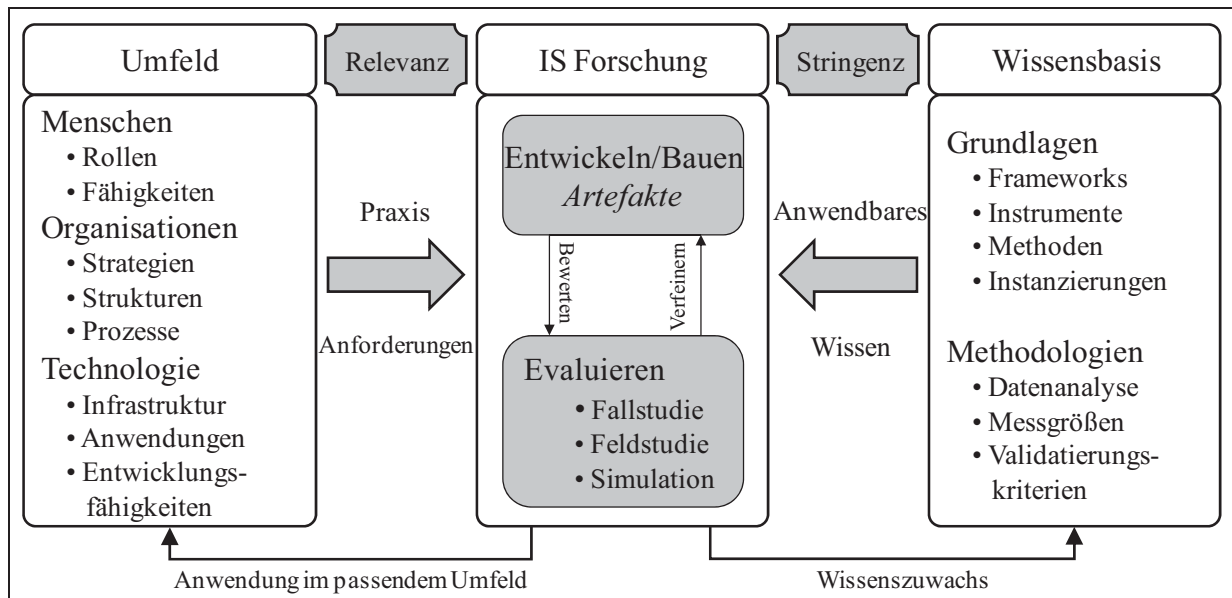 Umfeld
Relevanz
IS Forschung
Stringenz
Wissensbasis
Menschen
• Rollen
• Fähigkeiten
Organisationen
• Strategien
• Strukturen
• Prozesse
Technologie
• Infrastruktur
• Anwendungen
• Entwicklungs-
fähigkeiten
Praxis
Anforderungen
Entwickeln/Bauen
Artefakte
Bewerten
Verfeinem
Evaluieren
• Fallstudie
• Feldstudie
• Simulation
Anwendbares
Wissen
Grundlagen
• Frameworks
• Instrumente
• Methoden
• Instanzierungen
Methodologien
• Datenanalyse
• Messgrößen
• Validatierungs-
kriterien
Anwendung im passendem Umfeld
Wissenszuwachs